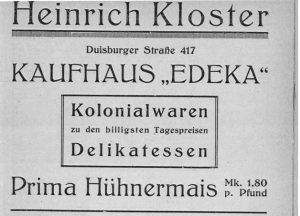 Heinrich Kloster
Duisburger Straße 417
KAUFHAUS „EDEKA“
Kolonialwaren
zu den billigsten Tagespreisen
Delikatessen
Prima Hühnermais Mk. 1,80
p. Pfund